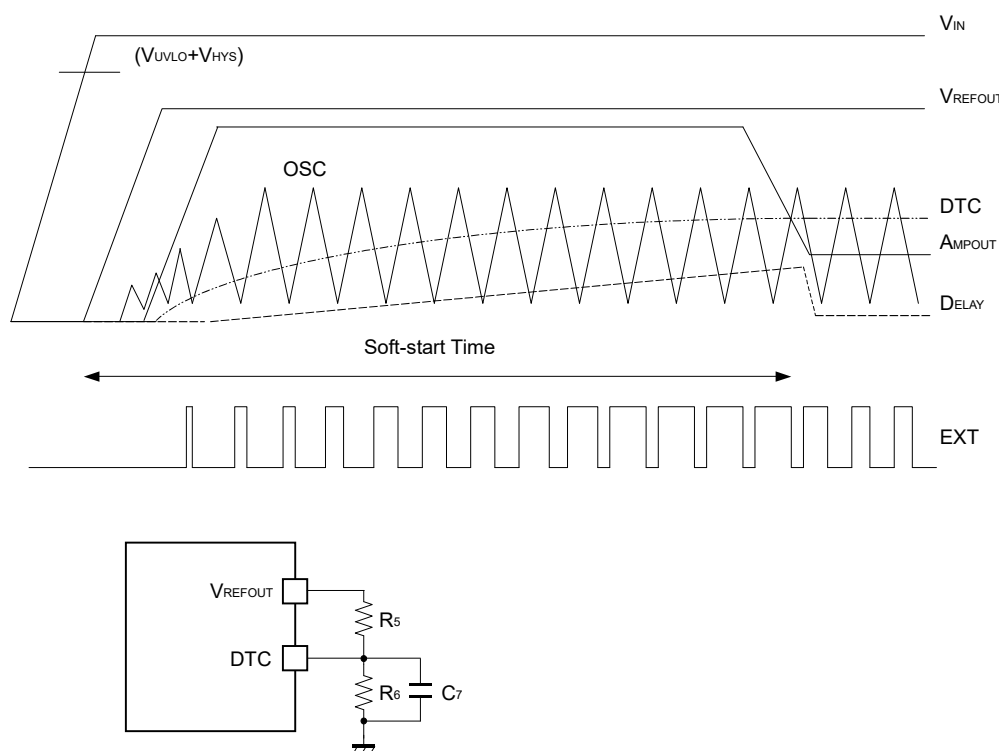 VIN
(VUVLO+VHYS)
VREFOUT
OSC
DTC
AMPOUT
DELAY
Soft-start Time
EXT
VREFOUT
R5
DTC
R6
C7